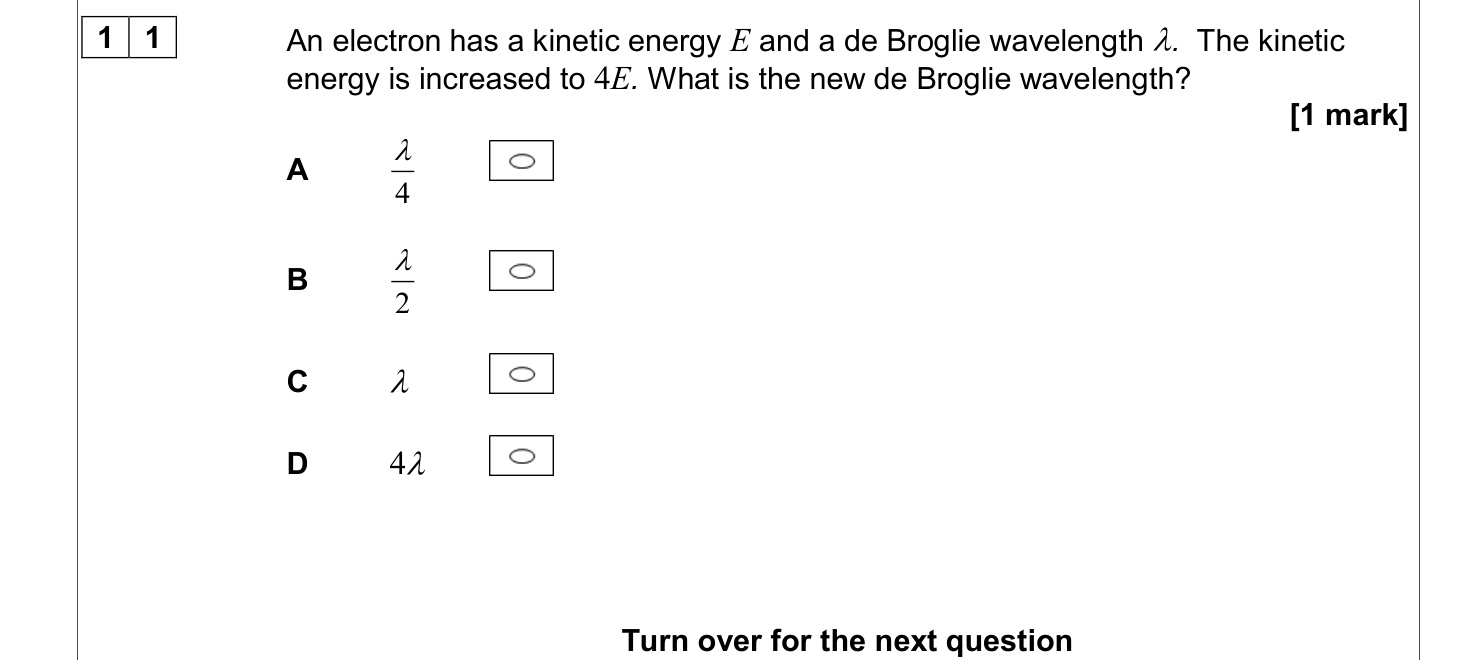 1 1 An electron has a kinetic energy E and a de Broglie wavelength λ. The kinetic
energy is increased to 4E. What is the new de Broglie wavelength?
[1 mark]
A λ/4
B λ/2
C λ
D 4λ
Turn over for the next question